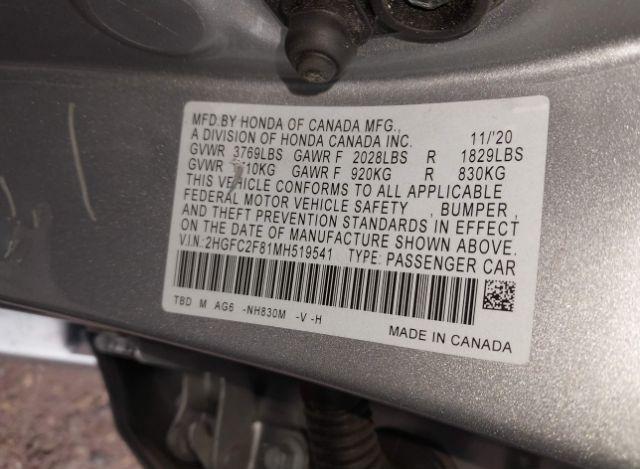 MFD.BY HONDA OF CANADA MFG.,
A DIVISION OF HONDA CANADA INC. 11/'20
GVWR 3769LBS GAWR F 2028LBS R 1829LBS
GVWR 10KG GAWR F 920KG R 830KG
THIS VEHICLE CONFORMS TO ALL APPLICABLE
FEDERAL MOTOR VEHICLE SAFETY , BUMPER ,
AND THEFT PREVENTION STANDARDS IN EFFECT
ON THE DATE OF MANUFACTURE SHOWN ABOVE.
V.I.N.:2HGFC2F81MH519541 TYPE: PASSENGER CAR
TBD M AG6 -NH830M -V -H
MADE IN CANADA